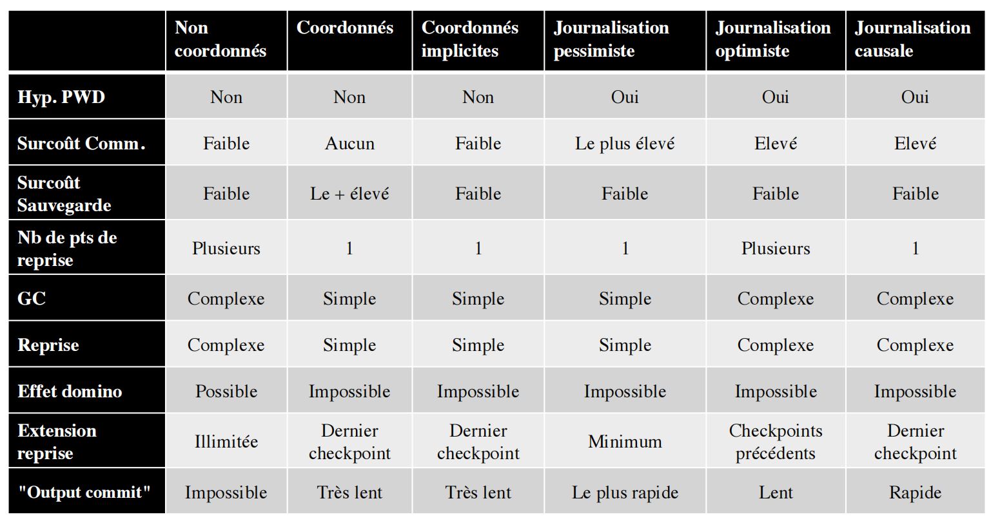 Non coordonnés
Coordonnés
Coordonnés implicites
Journalisation pessimiste
Journalisation optimiste
Journalisation causale
Hyp. PWD
Non
Non
Non
Oui
Oui
Oui
Surcoût Comm.
Faible
Aucun
Faible
Le plus élevé
Elevé
Elevé
Surcoût Sauvegarde
Faible
Le + élevé
Faible
Faible
Faible
Faible
Nb de pts de reprise
Plusieurs
1
1
1
Plusieurs
1
GC
Complexe
Simple
Simple
Simple
Complexe
Complexe
Reprise
Complexe
Simple
Simple
Simple
Complexe
Complexe
Effet domino
Possible
Impossible
Impossible
Impossible
Impossible
Impossible
Extension reprise
Illimitée
Dernier checkpoint
Dernier checkpoint
Minimum
Checkpoints précédents
Dernier checkpoint
"Output commit"
Impossible
Très lent
Très lent
Le plus rapide
Lent
Rapide